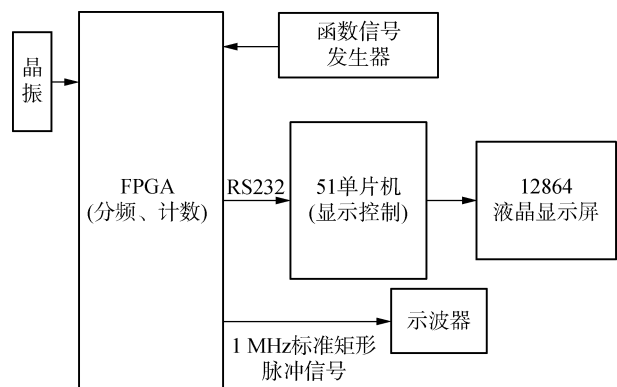 晶
振
函数信号
发生器
FPGA
(分频、计数)
RS232
51单片机
(显示控制)
12864
液晶显示屏
示波器
1 MHz标准矩形
脉冲信号